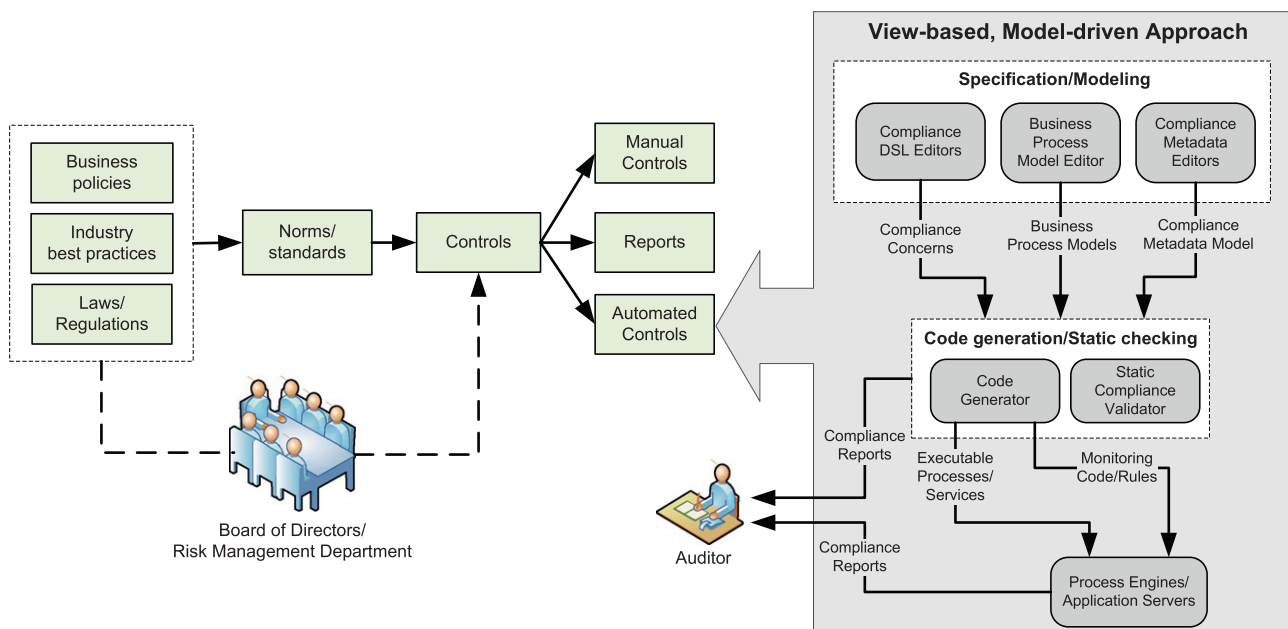 View-based, Model-driven Approach
Specification/Modeling
Compliance
DSL Editors
Business
Process
Model Editor
Compliance
Metadata
Editors
Business
policies
Industry
best practices
Laws/
Regulations
Norms/
standards
Controls
Manual
Controls
Reports
Automated
Controls
Compliance
Concerns
Business
Process Models
Compliance
Metadata Model
Code generation/Static checking
Code
Generator
Static
Compliance
Validator
Compliance
Reports
Executable
Processes/
Services
Monitoring
Code/Rules
Board of Directors/
Risk Management Department
Auditor
Compliance
Reports
Process Engines/
Application Servers